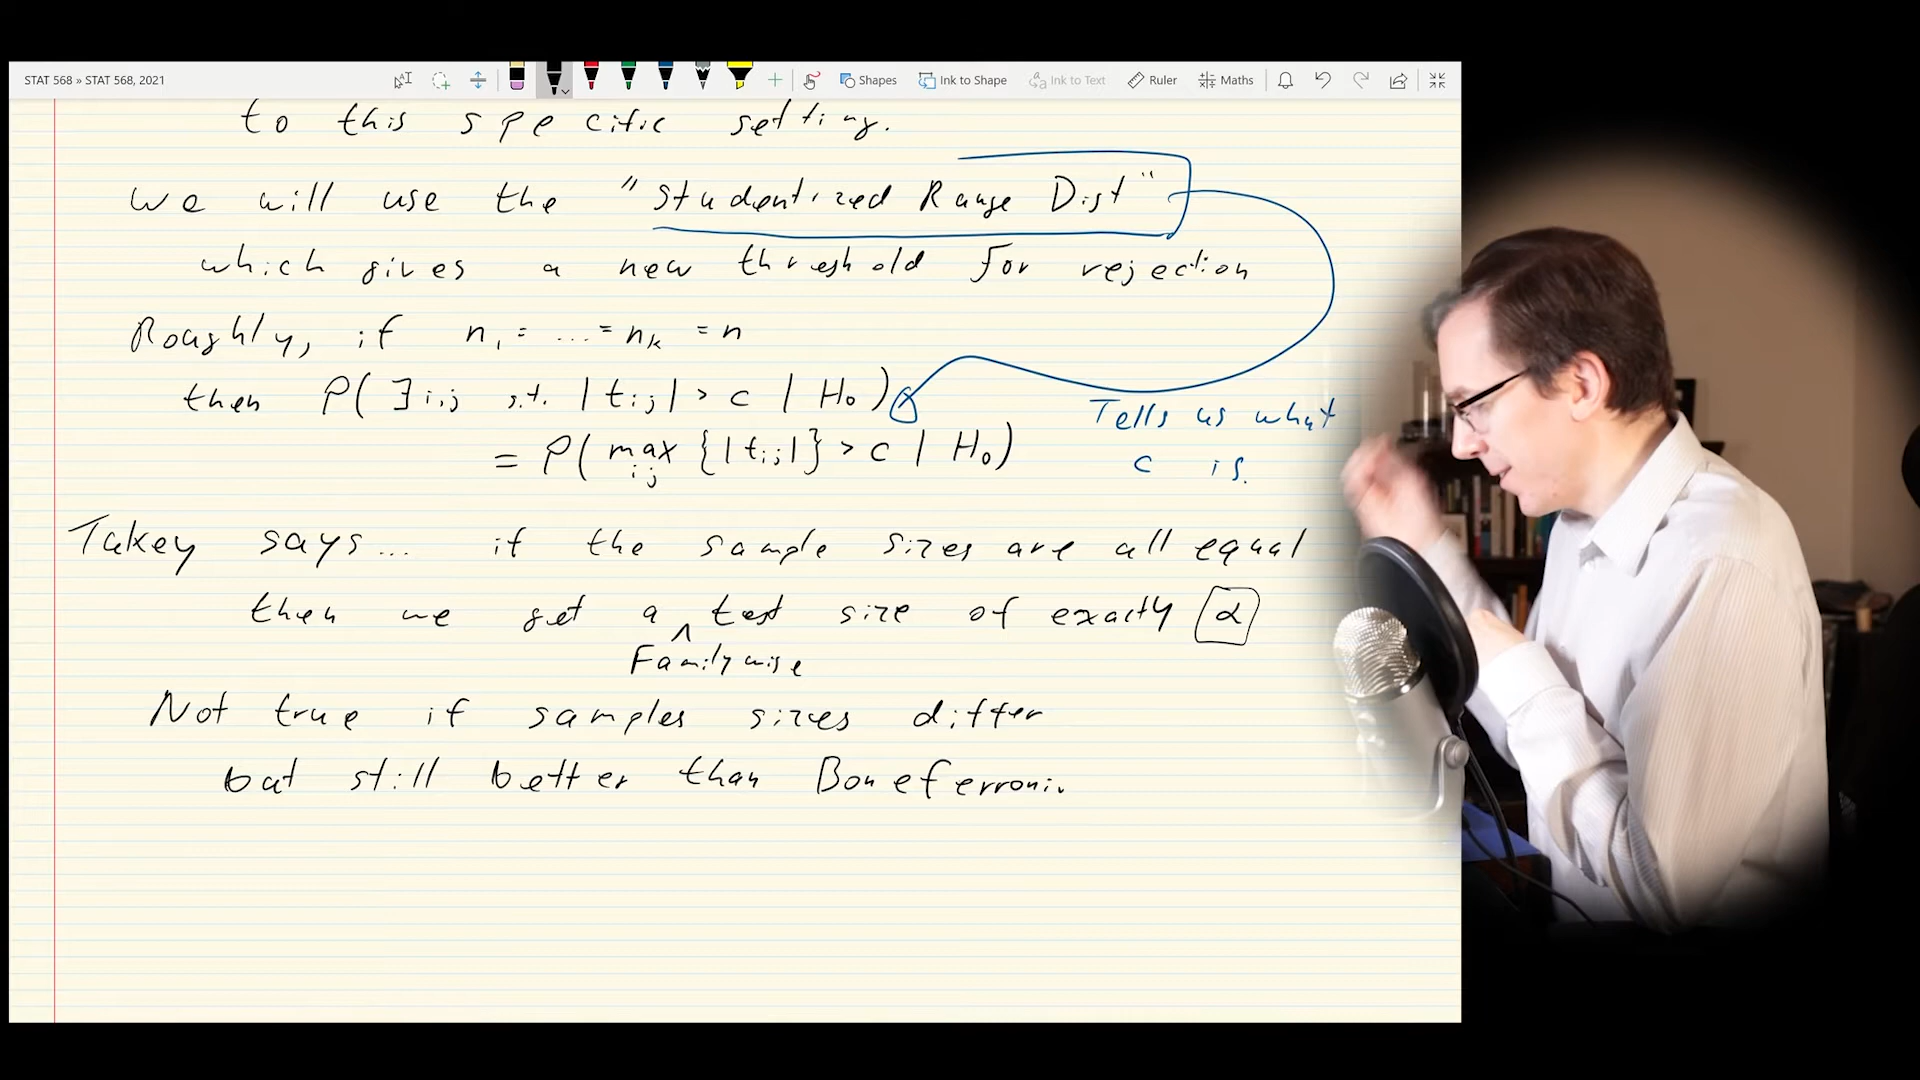 STAT 568 » STAT 568, 2021
Shapes Ink to Shape Ink to Text Ruler Maths
to this specific setting.
We will use the "Studentized Range Dist"
which gives a new threshold for rejection
Roughly, if n₁ = ... = nₖ = n
then P( ∃ i,j s.t. |tᵢⱼ| > c | H₀ )
= P( max {|tᵢⱼ|} > c | H₀ )
ij
Tells us what
c is.
Tukey says... if the sample sizes are all equal
then we get a ^ test size of exactly α
Familywise
Not true if samples sizes differ
but still better than Boneferroni.